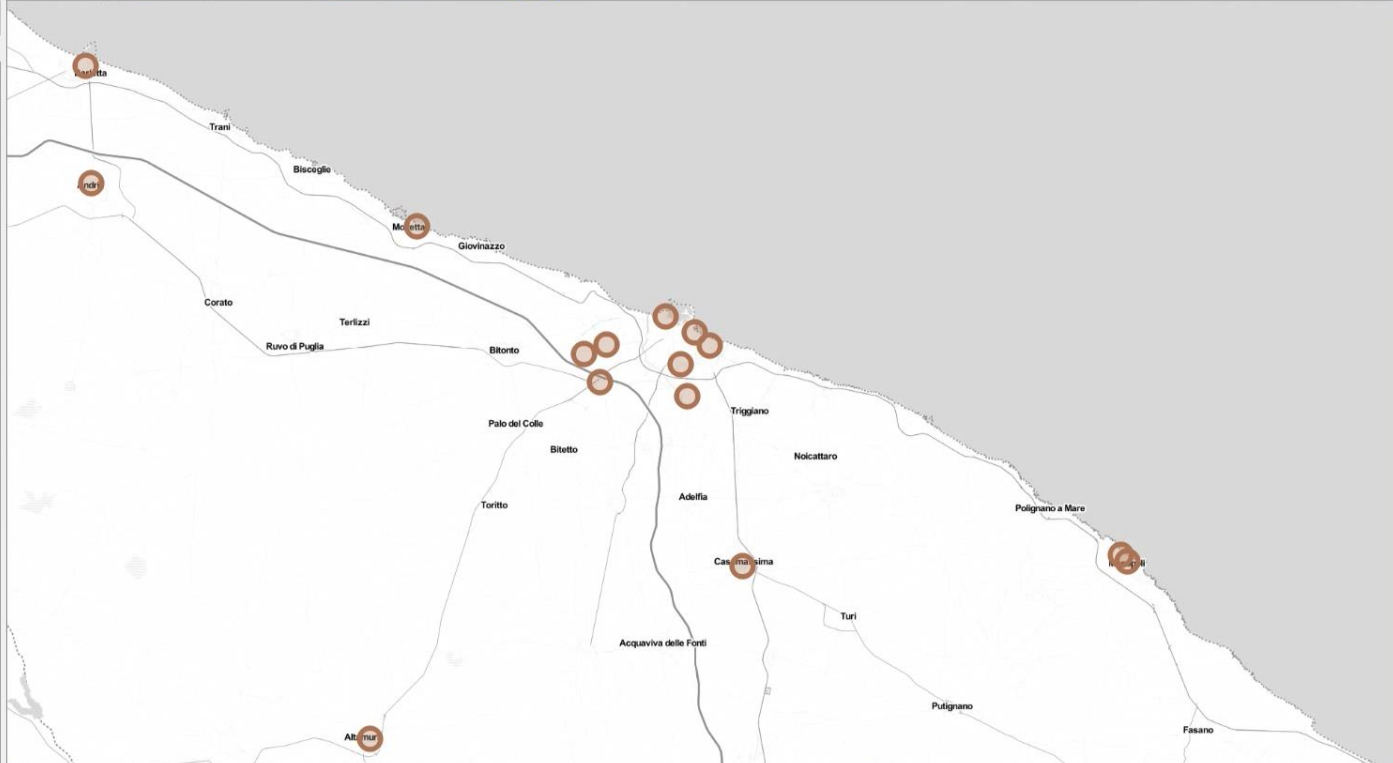 Trani
Bisceglie
Giovinazzo
Corato
Terlizzi
Ruvo di Puglia
Bitonto
Triggiano
Palo del Colle
Bitetto
Noicattaro
Adelfia
Toritto
Polignano a Mare
Turi
Acquaviva delle Fonti
Putignano
Fasano